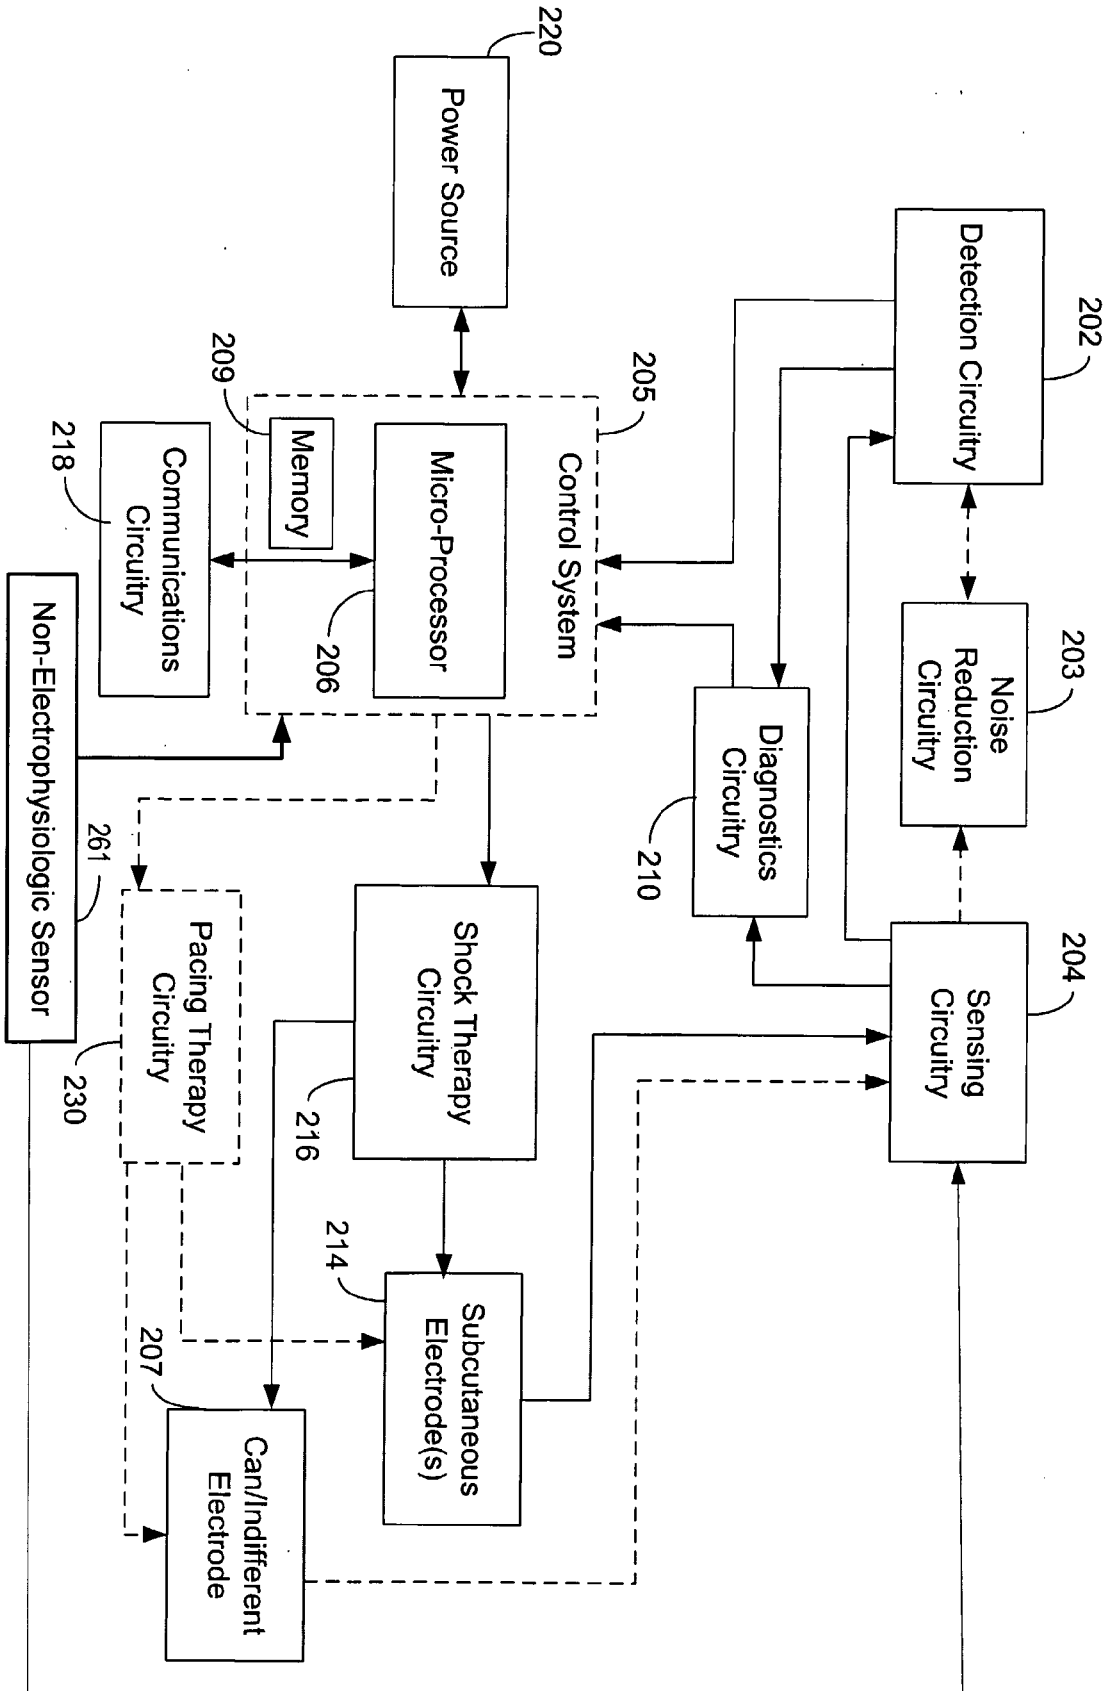 202
Detection Circuitry
203
Noise
Reduction
Circuitry
204
Sensing
Circuitry
Diagnostics
Circuitry
210
220
Power Source
205
Control System
Micro-Processor
206
209
Memory
218
Communications
Circuitry
Shock Therapy
Circuitry
216
214
Subcutaneous
Electrode(s)
Pacing Therapy
Circuitry
230
207
Can/Indifferent
Electrode
261
Non-Electrophysiologic Sensor